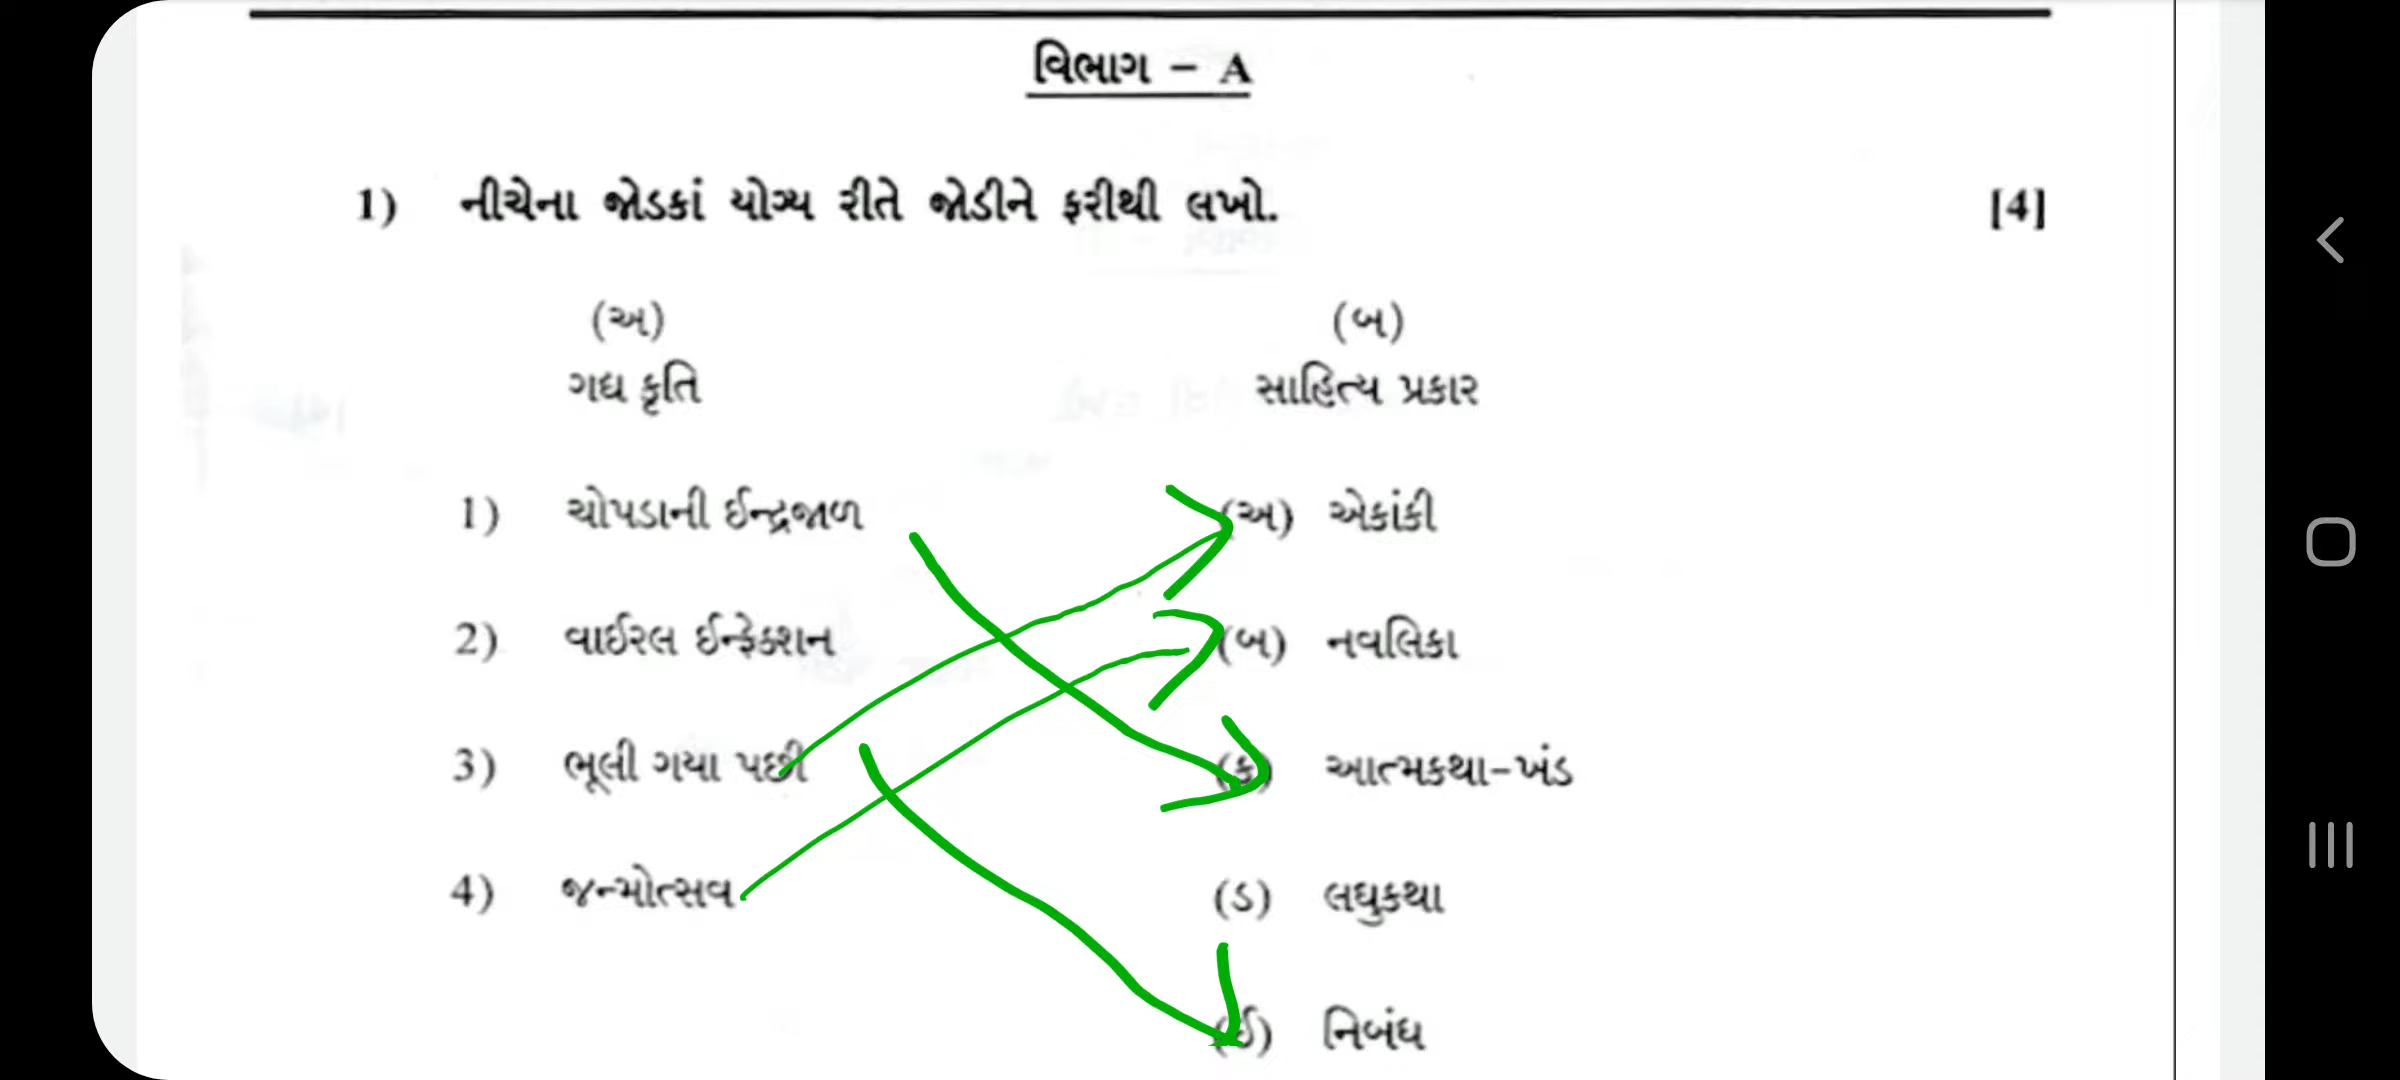 વિભાગ – A
1) નીચેના જોડકાં યોગ્ય રીતે જોડીને ફરીથી લખો. [4]
(અ) (બ)
ગદ્ય કૃતિ સાહિત્ય પ્રકાર
1) ચોપડાની ઈન્દ્રજાળ (અ) એકાંકી
2) વાઈરલ ઈન્ફેક્શન (બ) નવલિકા
3) ભૂલી ગયા પછી (ક) આત્મકથા-ખંડ
4) જન્મોત્સવ (ડ) લઘુકથા
(ઈ) નિબંધ